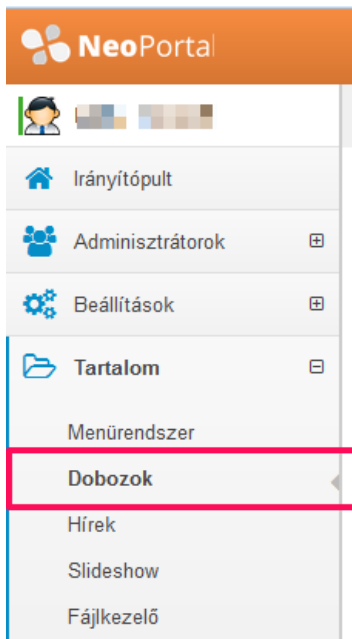 NeoPortal
Irányítópult
Adminisztrátorok
Beállítások
Tartalom
Menürendszer
Dobozok
Hírek
Slideshow
Fájlkezelő